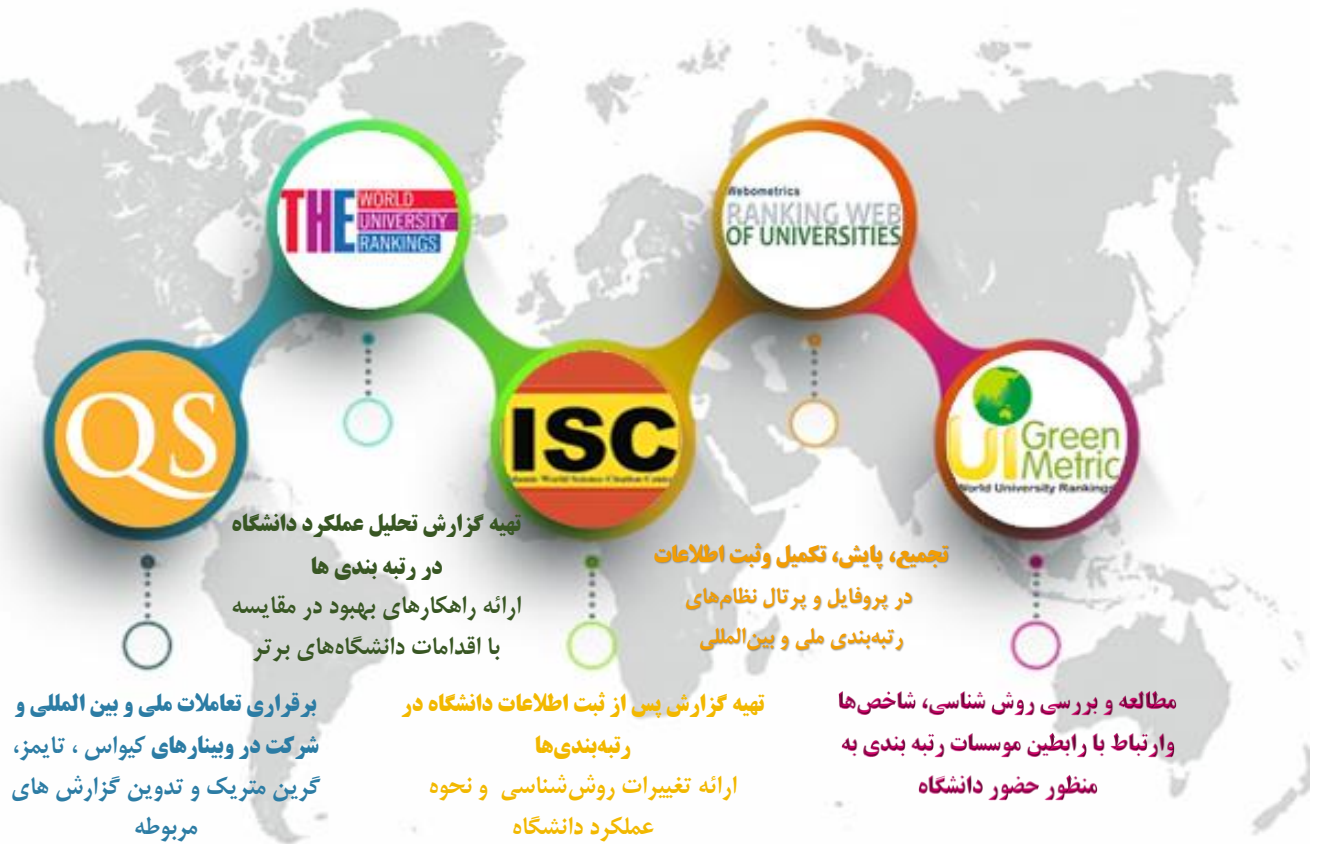 THE WORLD
UNIVERSITY
RANKINGS
Webometrics
RANKING WEB
OF UNIVERSITIES
QS
ISC
Islamic World Science Citation Center
UI Green
Metric
World University Rankings
تهیه گزارش تحلیل عملکرد دانشگاه
در رتبه بندی ها
ارائه راهکارهای بهبود در مقایسه
با اقدامات دانشگاه‌های برتر
تجمیع، پایش، تکمیل وثبت اطلاعات
در پروفایل و پرتال نظام‌های
رتبه‌بندی ملی و بین‌المللی
مطالعه و بررسی روش شناسی، شاخص‌ها
وارتباط با رابطین موسسات رتبه بندی به
منظور حضور دانشگاه
تهیه گزارش پس از ثبت اطلاعات دانشگاه در
رتبه‌بندی‌ها
ارائه تغییرات روش‌شناسی و نحوه
عملکرد دانشگاه
برقراری تعاملات ملی و بین المللی و
شرکت در وبینارهای کیواس ، تایمز،
گرین متریک و تدوین گزارش های
مربوطه